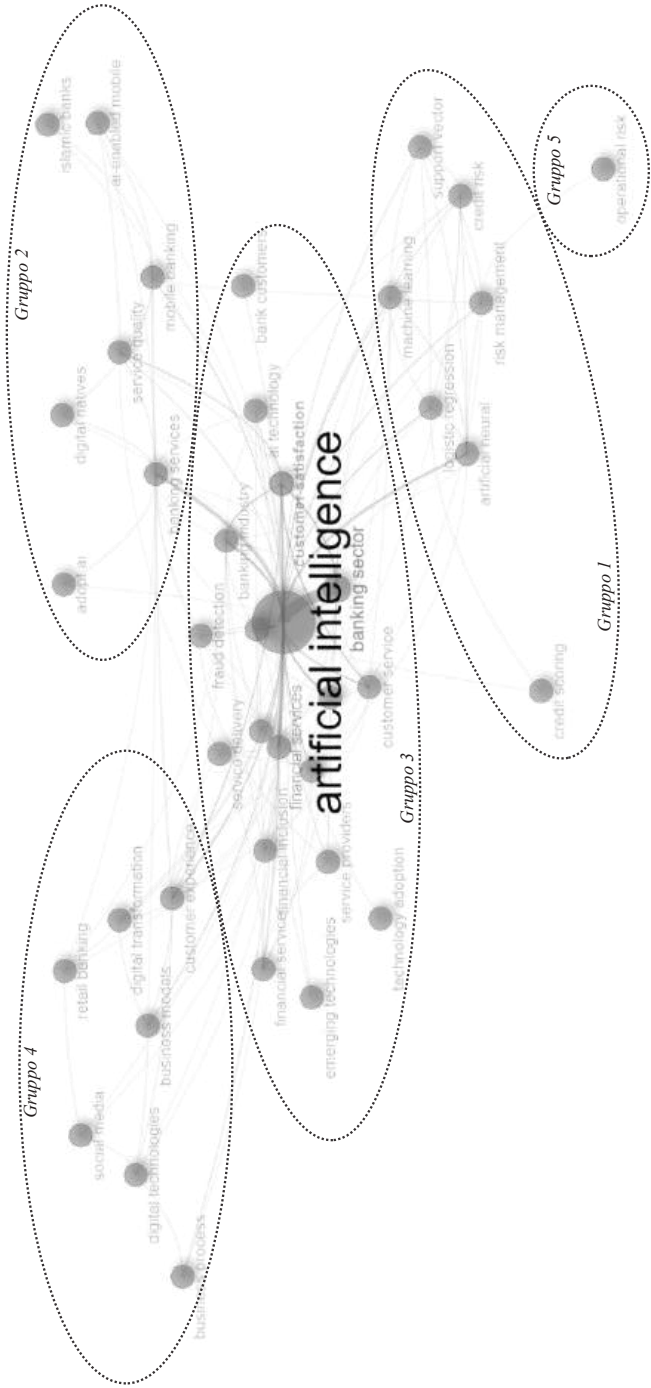 Gruppo 4
social media
retail banking
digital technologies
digital transformation
business process
business models
customer experience
Gruppo 2
adopt ai
digital natives
islamic banks
ai-enabled mobile
service quality
mobile banking
banking services
fraud detection
service delivery
banking industry
ai technology
bank customers
financial service
financial inclusion
financial services
customer satisfaction
artificial intelligence
emerging technologies
service providers
banking sector
customer service
technology adoption
Gruppo 3
machine learning
support vector
logistic regression
credit risk
artificial neural
risk management
credit scoring
Gruppo 1
Gruppo 5
operational risk